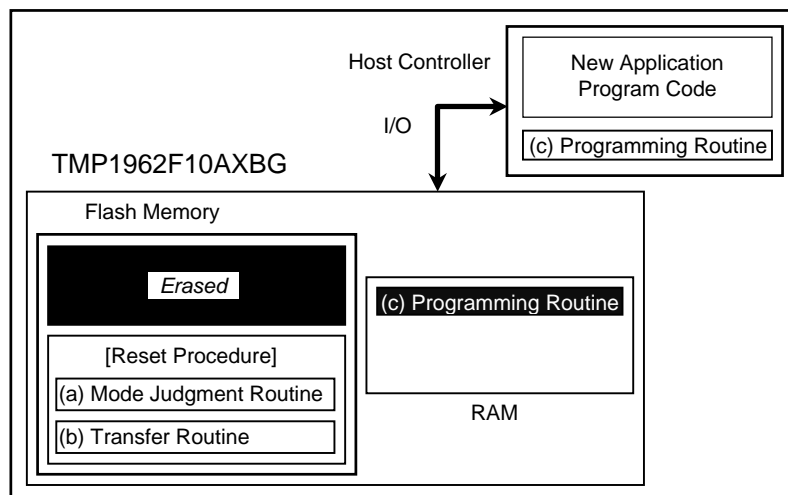 Host Controller
New Application
Program Code
I/O
(c) Programming Routine
TMP1962F10AXBG
Flash Memory
Erased
(c) Programming Routine
[Reset Procedure]
(a) Mode Judgment Routine
(b) Transfer Routine
RAM